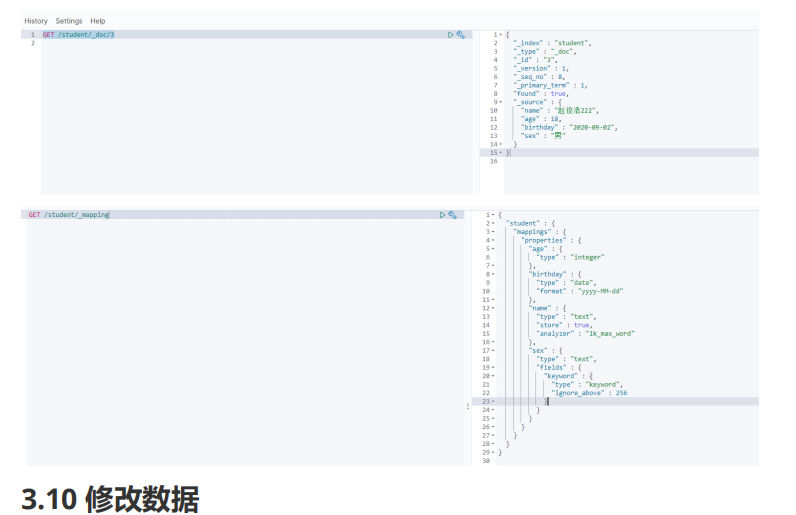 History Settings Help
1 GET /student/_doc/3
2
1 {
2 "_index" : "student",
3 "_type" : "_doc",
4 "_id" : "3",
5 "_version" : 1,
6 "_seq_no" : 8,
7 "_primary_term" : 1,
8 "found" : true,
9 "_source" : {
10 "name" : "赵俊潘222",
11 "age" : 18,
12 "birthday" : "2020-09-02",
13 "sex" : "男"
14 }
15 }
16
GET /student/_mapping
1 {
2 "student" : {
3 "mappings" : {
4 "properties" : {
5 "age" : {
6 "type" : "integer"
7 },
8 "birthday" : {
9 "type" : "date",
10 "format" : "yyyy-MM-dd"
11 },
12 "name" : {
13 "type" : "text",
14 "store" : true,
15 "analyzer" : "ik_max_word"
16 },
17 "sex" : {
18 "type" : "text",
19 "fields" : {
20 "keyword" : {
21 "type" : "keyword",
22 "ignore_above" : 256
23 }
24 }
25 }
26 }
27 }
28 }
29 }
30
3.10 修改数据